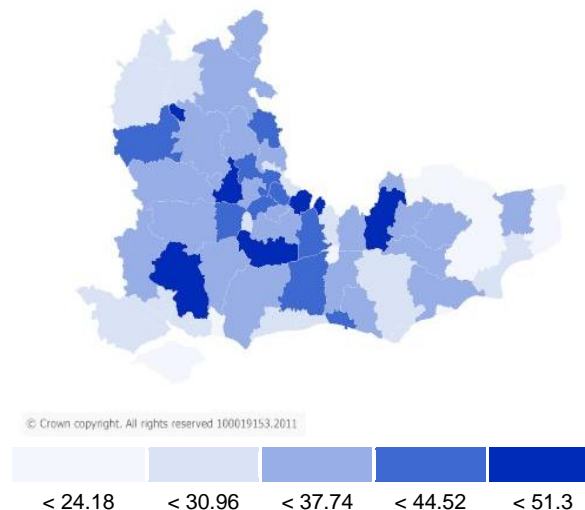 © Crown copyright. All rights reserved 100019153.2011
< 24.18 < 30.96 < 37.74 < 44.52 < 51.3